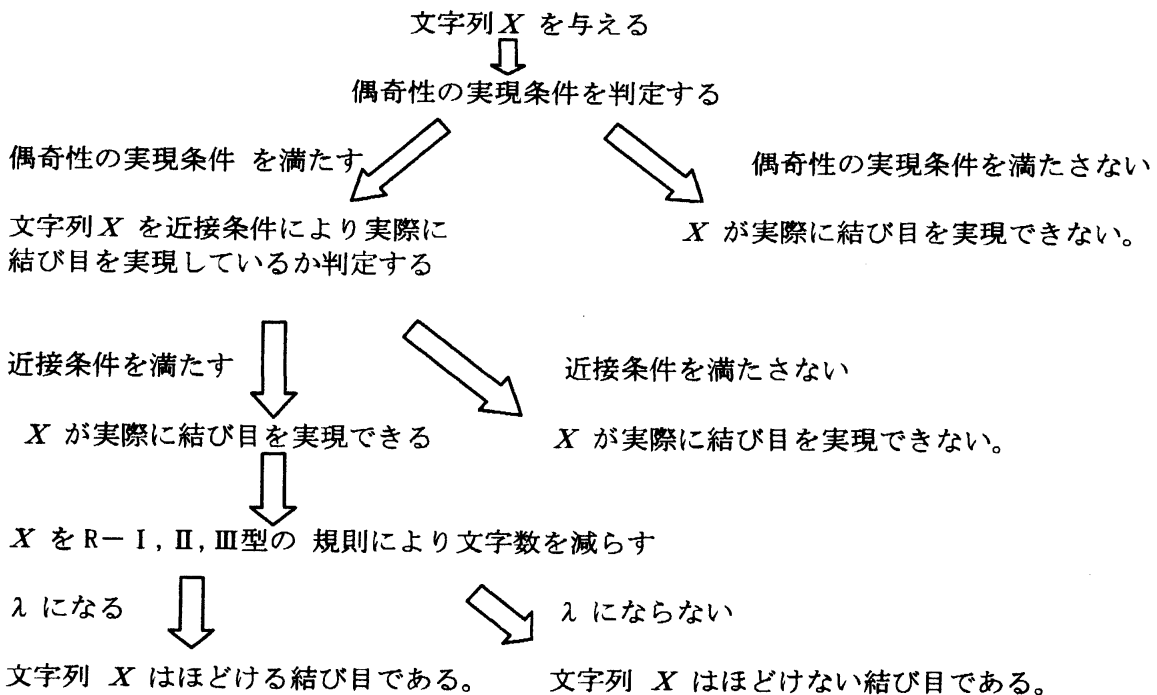 文字列 X を与える
偶奇性の実現条件を判定する
偶奇性の実現条件 を満たす
偶奇性の実現条件を満たさない
文字列 X を近接条件により実際に
結び目を実現しているか判定する
X が実際に結び目を実現できない。
近接条件を満たす
近接条件を満たさない
X が実際に結び目を実現できる
X が実際に結び目を実現できない。
X をR－Ⅰ,Ⅱ,Ⅲ型の 規則により文字数を減らす
λ になる
λ にならない
文字列 X はほどける結び目である。
文字列 X はほどけない結び目である。